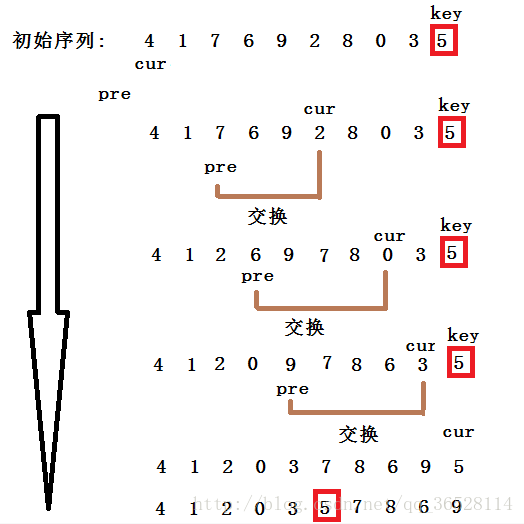 key
初始序列: 4 1 7 6 9 2 8 0 3 5
cur
pre
cur key
4 1 7 6 9 2 8 0 3 5
pre
交换
key
cur
4 1 2 6 9 7 8 0 3 5
pre
交换
key
cur
4 1 2 0 9 7 8 6 3 5
pre
交换 cur
4 1 2 0 3 7 8 6 9 5
4 1 2 0 3 5 7 8 6 9
http://blog.csdn.net/qq_36528114